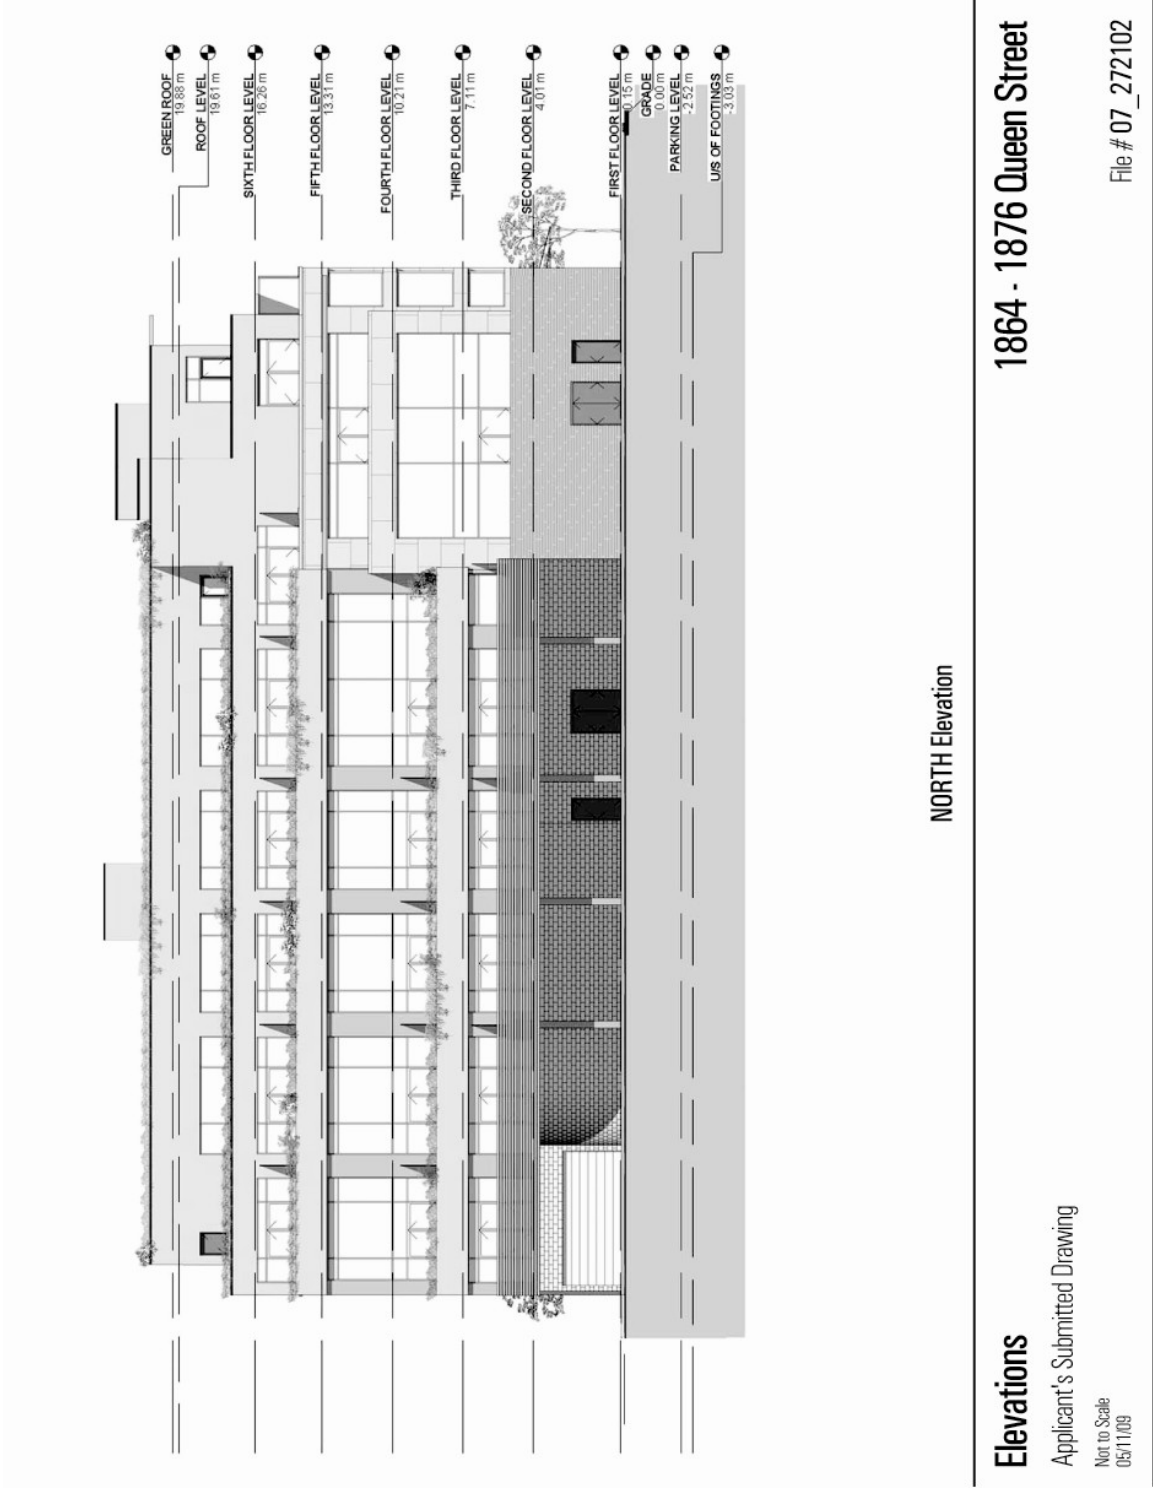 GREEN ROOF
19.88 m
ROOF LEVEL
19.61 m
SIXTH FLOOR LEVEL
16.26 m
FIFTH FLOOR LEVEL
13.31 m
FOURTH FLOOR LEVEL
10.21 m
THIRD FLOOR LEVEL
7.11 m
SECOND FLOOR LEVEL
4.01 m
FIRST FLOOR LEVEL
0.15 m
GRADE
0.00 m
PARKING LEVEL
-2.52 m
U/S OF FOOTINGS
-3.03 m
NORTH Elevation
Elevations
1864 - 1876 Queen Street
Applicant's Submitted Drawing
Not to Scale
05/11/09
File # 07_272102